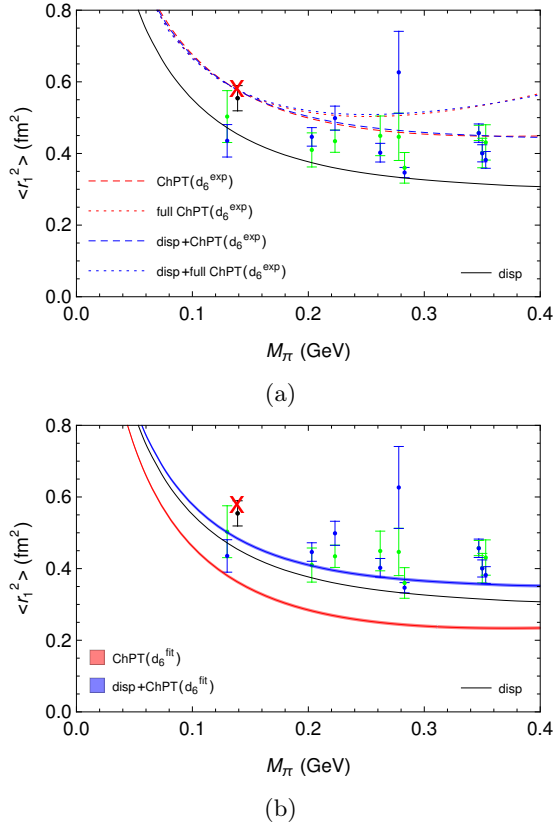 0.8
0.6
0.4
0.2
0.0
<r₁²> (fm²)
ChPT(d₆^exp)
full ChPT(d₆^exp)
disp+ChPT(d₆^exp)
disp+full ChPT(d₆^exp)
disp
0.0 0.1 0.2 0.3 0.4
M_π (GeV)
(a)
0.8
0.6
0.4
0.2
0.0
<r₁²> (fm²)
ChPT(d₆^fit)
disp+ChPT(d₆^fit)
disp
0.0 0.1 0.2 0.3 0.4
M_π (GeV)
(b)